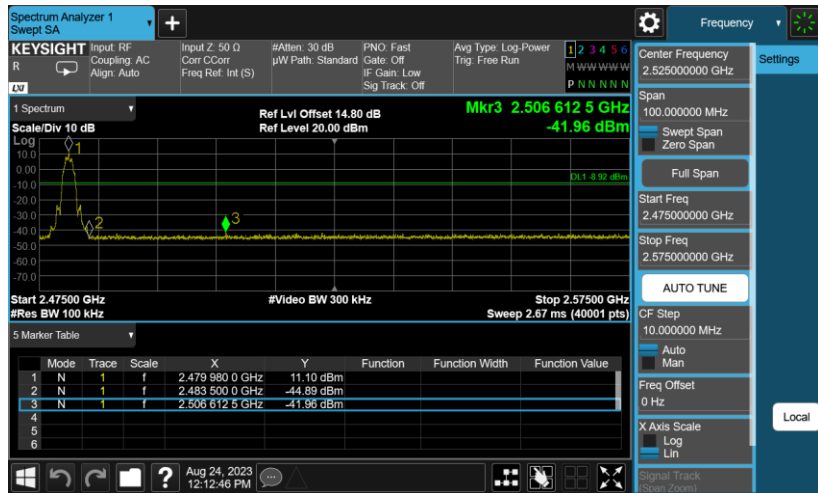 Spectrum Analyzer 1
Swept SA
+
Frequency
KEYSIGHT
R
LXI
Input: RF
Coupling: AC
Align: Auto
Input Z: 50 Ω
Corr CCorr
Freq Ref: Int (S)
#Atten: 30 dB
µW Path: Standard
PNO: Fast
Gate: Off
IF Gain: Low
Sig Track: Off
Avg Type: Log-Power
Trig: Free Run
1 2 3 4 5 6
M W W W W W
P N N N N N
1 Spectrum
Scale/Div 10 dB
Ref Lvl Offset 14.80 dB
Ref Level 20.00 dBm
Mkr3 2.506 612 5 GHz
-41.96 dBm
Log
10.0
0.00
-10.0
-20.0
-30.0
-40.0
-50.0
-60.0
-70.0
1
2
3
DL1 -8.92 dBm
Start 2.47500 GHz
#Res BW 100 kHz
#Video BW 300 kHz
Stop 2.57500 GHz
Sweep 2.67 ms (40001 pts)
5 Marker Table
Mode Trace Scale X Y Function Function Width Function Value
1 N 1 f 2.479 980 0 GHz 11.10 dBm
2 N 1 f 2.483 500 0 GHz -44.89 dBm
3 N 1 f 2.506 612 5 GHz -41.96 dBm
4
5
6
Aug 24, 2023
12:12:46 PM
?
Center Frequency
2.525000000 GHz
Span
100.000000 MHz
Swept Span
Zero Span
Full Span
Start Freq
2.475000000 GHz
Stop Freq
2.575000000 GHz
AUTO TUNE
CF Step
10.000000 MHz
Auto
Man
Freq Offset
0 Hz
X Axis Scale
Log
Lin
Signal Track
(Span Zoom)
Settings
Local